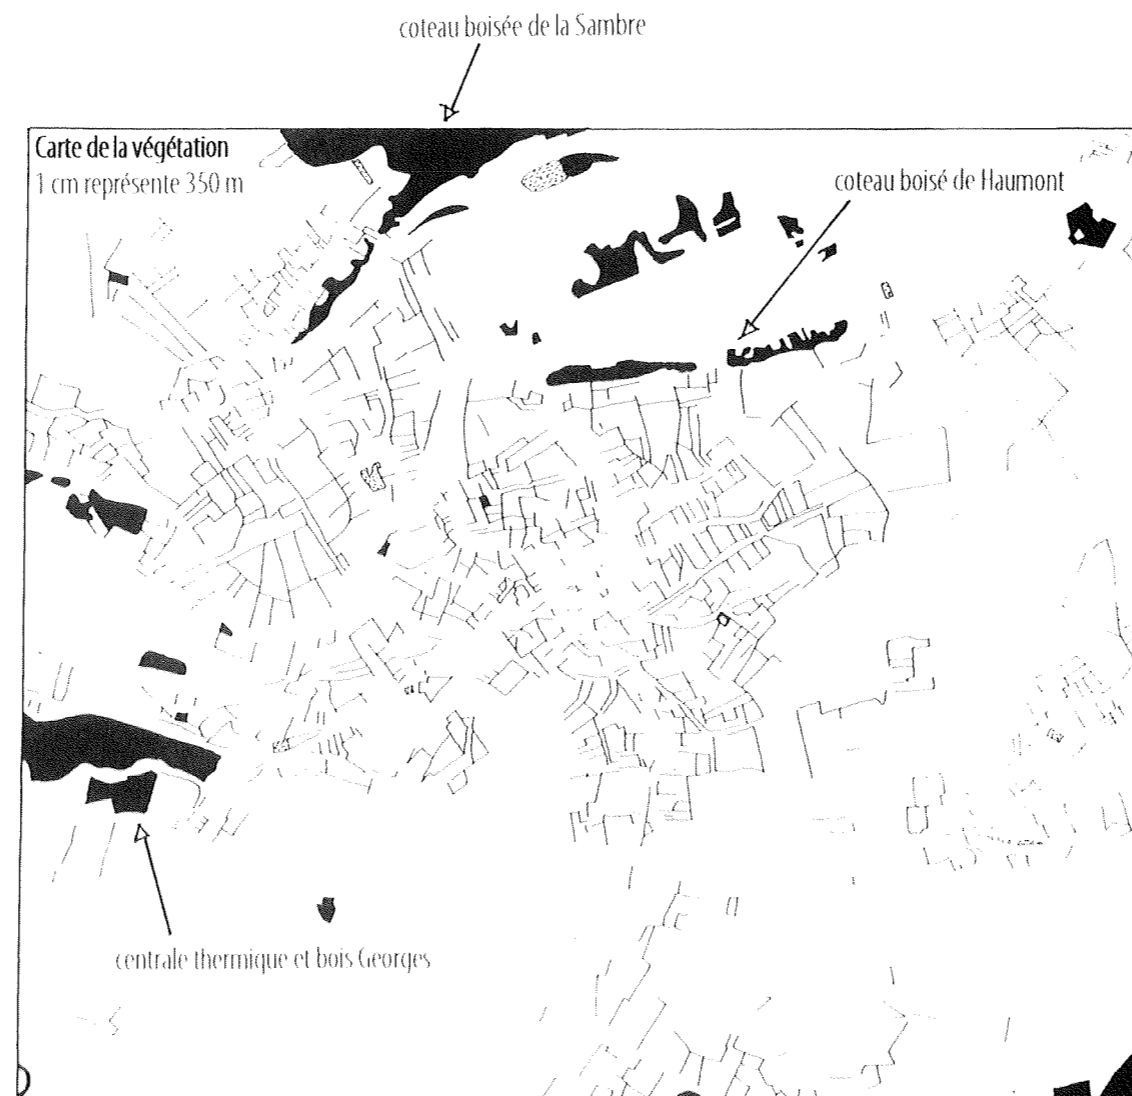 coteau boisée de la Sambre
Carte de la végétation
1 cm représente 350 m
coteau boisé de Haumont
centrale thermique et bois Georges